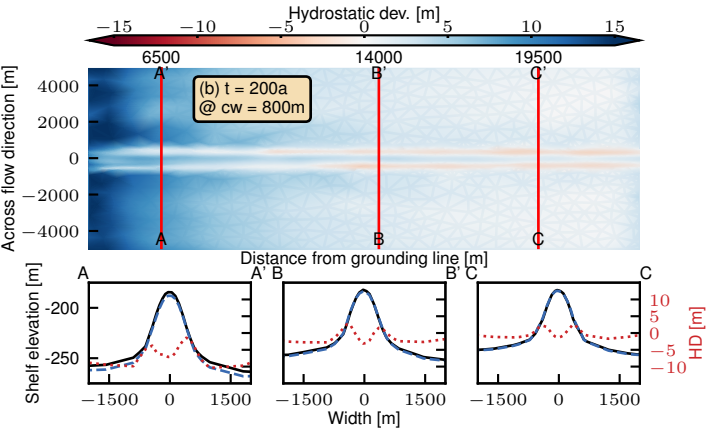 Hydrostatic dev. [m]
−15 −10 −5 0 5 10 15
6500 14000 19500
Across flow direction [m]
4000
2000
0
−2000
−4000
A' B' C'
(b) t = 200a
@ cw = 800m
A B C
Distance from grounding line [m]
A A' B B' C C
Shelf elevation [m]
-200
-250
10
5
0
−5
−10
HD [m]
−1500 0 1500 −1500 0 1500 −1500 0 1500
Width [m]